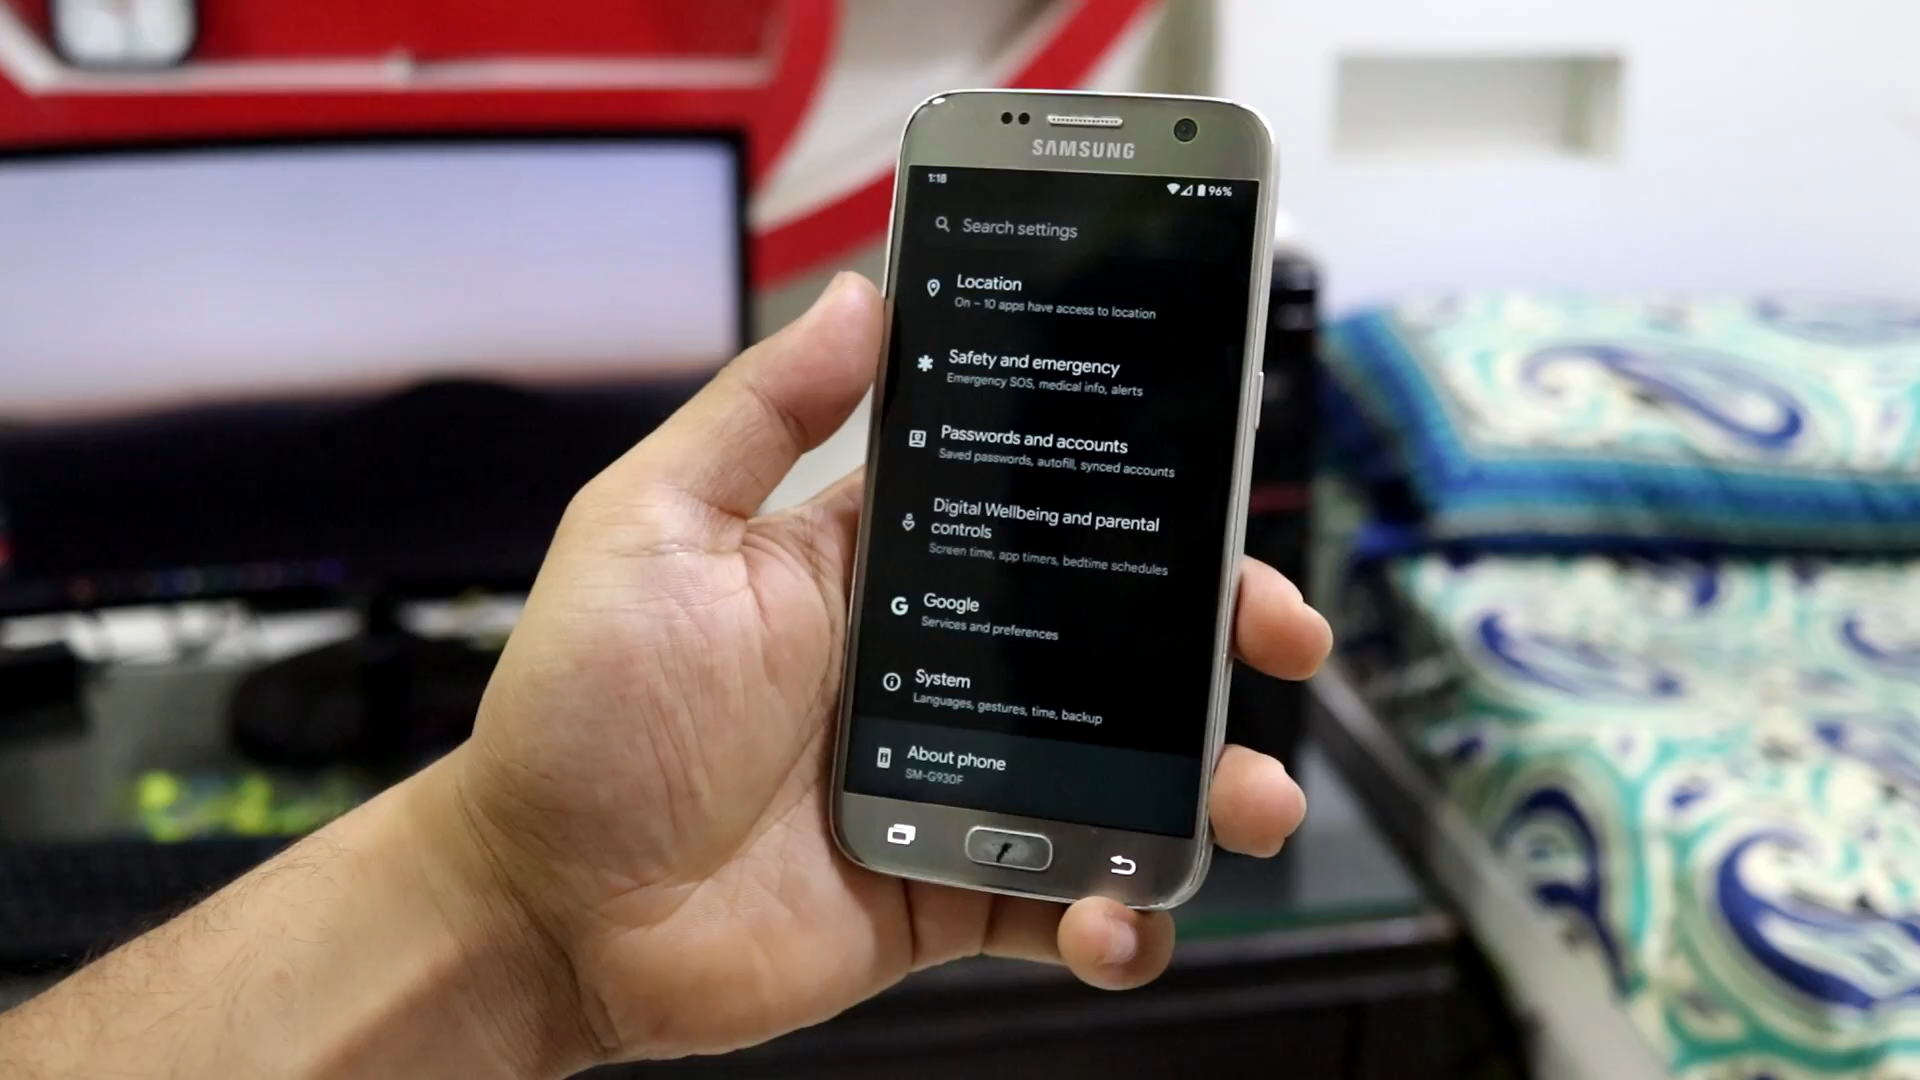 SAMSUNG
1:18
96%
Search settings
Location
On – 10 apps have access to location
Safety and emergency
Emergency SOS, medical info, alerts
Passwords and accounts
Saved passwords, autofill, synced accounts
Digital Wellbeing and parental
controls
Screen time, app timers, bedtime schedules
Google
Services and preferences
System
Languages, gestures, time, backup
About phone
SM-G930F